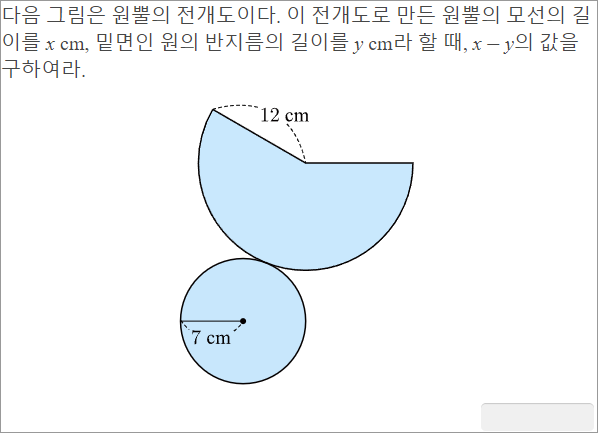 다음 그림은 원뿔의 전개도이다. 이 전개도로 만든 원뿔의 모선의 길
이를 x cm, 밑면인 원의 반지름의 길이를 y cm라 할 때, x − y의 값을
구하여라.
12 cm
7 cm